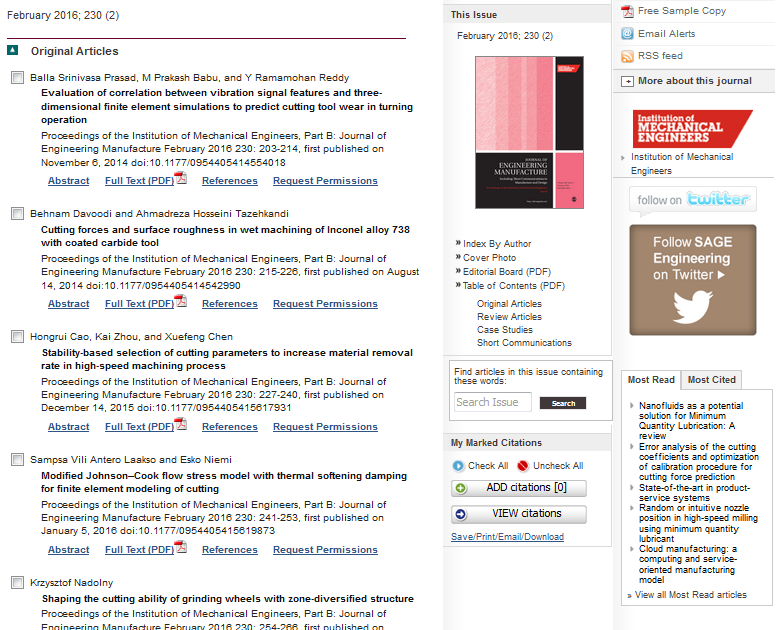 February 2016; 230 (2)
Original Articles
Balla Srinivasa Prasad, M Prakash Babu, and Y Ramamohan Reddy
Evaluation of correlation between vibration signal features and three-
dimensional finite element simulations to predict cutting tool wear in turning
operation
Proceedings of the Institution of Mechanical Engineers, Part B: Journal of
Engineering Manufacture February 2016 230: 203-214, first published on
November 6, 2014 doi:10.1177/0954405414554018
Abstract Full Text (PDF) References Request Permissions
Behnam Davoodi and Ahmadreza Hosseini Tazehkandi
Cutting forces and surface roughness in wet machining of Inconel alloy 738
with coated carbide tool
Proceedings of the Institution of Mechanical Engineers, Part B: Journal of
Engineering Manufacture February 2016 230: 215-226, first published on August
14, 2014 doi:10.1177/0954405414542990
Abstract Full Text (PDF) References Request Permissions
Hongrui Cao, Kai Zhou, and Xuefeng Chen
Stability-based selection of cutting parameters to increase material removal
rate in high-speed machining process
Proceedings of the Institution of Mechanical Engineers, Part B: Journal of
Engineering Manufacture February 2016 230: 227-240, first published on
December 14, 2015 doi:10.1177/0954405415617931
Abstract Full Text (PDF) References Request Permissions
Sampsa Vili Antero Laakso and Esko Niemi
Modified Johnson–Cook flow stress model with thermal softening damping
for finite element modeling of cutting
Proceedings of the Institution of Mechanical Engineers, Part B: Journal of
Engineering Manufacture February 2016 230: 241-253, first published on
January 5, 2016 doi:10.1177/0954405415619873
Abstract Full Text (PDF) References Request Permissions
Krzysztof Nadolny
Shaping the cutting ability of grinding wheels with zone-diversified structure
Proceedings of the Institution of Mechanical Engineers, Part B: Journal of
Engineering Manufacture February 2016 230: 254-266, first published on
This Issue
February 2016; 230 (2)
JOURNAL OF
ENGINEERING
MANUFACTURE
» Index By Author
» Cover Photo
» Editorial Board (PDF)
» Table of Contents (PDF)
Original Articles
Review Articles
Case Studies
Short Communications
Find articles in this issue containing
these words:
Search Issue Search
My Marked Citations
Check All Uncheck All
ADD citations [0]
VIEW citations
Save/Print/Email/Download
Free Sample Copy
Email Alerts
RSS feed
More about this journal
Institution of
MECHANICAL
ENGINEERS
Institution of Mechanical
Engineers
follow on twitter
Follow SAGE
Engineering
on Twitter
Most Read Most Cited
Nanofluids as a potential
solution for Minimum
Quantity Lubrication: A
review
Error analysis of the cutting
coefficients and optimization
of calibration procedure for
cutting force prediction
State-of-the-art in product-
service systems
Random or intuitive nozzle
position in high-speed milling
using minimum quantity
lubricant
Cloud manufacturing: a
computing and service-
oriented manufacturing
model
» View all Most Read articles